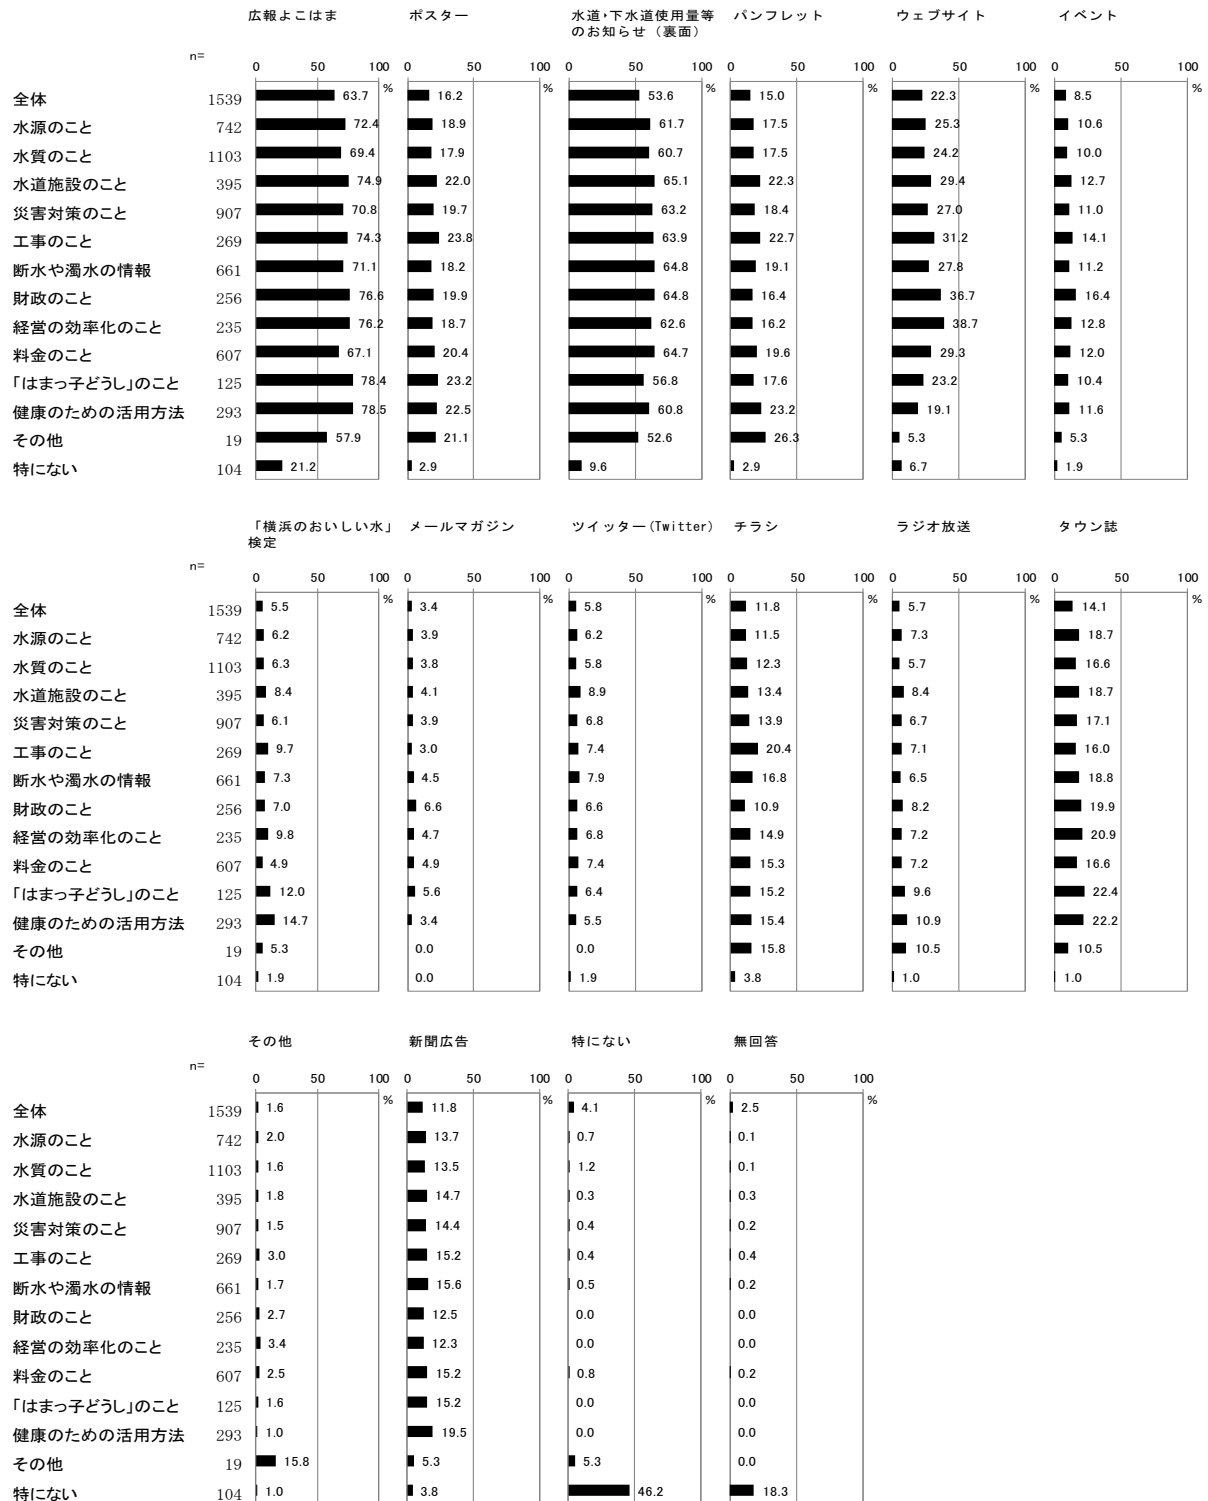 広報よこはま ポスター 水道・下水道使用量等 パンフレット ウェブサイト イベント
のお知らせ（裏面）
n=
0 50 100 0 50 100 0 50 100 0 50 100 0 50 100 0 50 100
% % % % % %
全体 1539 63.7 16.2 53.6 15.0 22.3 8.5
水源のこと 742 72.4 18.9 61.7 17.5 25.3 10.6
水質のこと 1103 69.4 17.9 60.7 17.5 24.2 10.0
水道施設のこと 395 74.9 22.0 65.1 22.3 29.4 12.7
災害対策のこと 907 70.8 19.7 63.2 18.4 27.0 11.0
工事のこと 269 74.3 23.8 63.9 22.7 31.2 14.1
断水や濁水の情報 661 71.1 18.2 64.8 19.1 27.8 11.2
財政のこと 256 76.6 19.9 64.8 16.4 36.7 16.4
経営の効率化のこと 235 76.2 18.7 62.6 16.2 38.7 12.8
料金のこと 607 67.1 20.4 64.7 19.6 29.3 12.0
「はまっ子どうし」のこと 125 78.4 23.2 56.8 17.6 23.2 10.4
健康のための活用方法 293 78.5 22.5 60.8 23.2 19.1 11.6
その他 19 57.9 21.1 52.6 26.3 5.3 5.3
特にない 104 21.2 2.9 9.6 2.9 6.7 1.9
「横浜のおいしい水」 メールマガジン ツイッター(Twitter) チラシ ラジオ放送 タウン誌
検定
n=
0 50 100 0 50 100 0 50 100 0 50 100 0 50 100 0 50 100
% % % % % %
全体 1539 5.5 3.4 5.8 11.8 5.7 14.1
水源のこと 742 6.2 3.9 6.2 11.5 7.3 18.7
水質のこと 1103 6.3 3.8 5.8 12.3 5.7 16.6
水道施設のこと 395 8.4 4.1 8.9 13.4 8.4 18.7
災害対策のこと 907 6.1 3.9 6.8 13.9 6.7 17.1
工事のこと 269 9.7 3.0 7.4 20.4 7.1 16.0
断水や濁水の情報 661 7.3 4.5 7.9 16.8 6.5 18.8
財政のこと 256 7.0 6.6 6.6 10.9 8.2 19.9
経営の効率化のこと 235 9.8 4.7 6.8 14.9 7.2 20.9
料金のこと 607 4.9 4.9 7.4 15.3 7.2 16.6
「はまっ子どうし」のこと 125 12.0 5.6 6.4 15.2 9.6 22.4
健康のための活用方法 293 14.7 3.4 5.5 15.4 10.9 22.2
その他 19 5.3 0.0 0.0 15.8 10.5 10.5
特にない 104 1.9 0.0 1.9 3.8 1.0 1.0
その他 新聞広告 特にない 無回答
n=
0 50 100 0 50 100 0 50 100 0 50 100
% % % %
全体 1539 1.6 11.8 4.1 2.5
水源のこと 742 2.0 13.7 0.7 0.1
水質のこと 1103 1.6 13.5 1.2 0.1
水道施設のこと 395 1.8 14.7 0.3 0.3
災害対策のこと 907 1.5 14.4 0.4 0.2
工事のこと 269 3.0 15.2 0.4 0.4
断水や濁水の情報 661 1.7 15.6 0.5 0.2
財政のこと 256 2.7 12.5 0.0 0.0
経営の効率化のこと 235 3.4 12.3 0.0 0.0
料金のこと 607 2.5 15.2 0.8 0.2
「はまっ子どうし」のこと 125 1.6 15.2 0.0 0.0
健康のための活用方法 293 1.0 19.5 0.0 0.0
その他 19 15.8 5.3 5.3 0.0
特にない 104 1.0 3.8 46.2 18.3